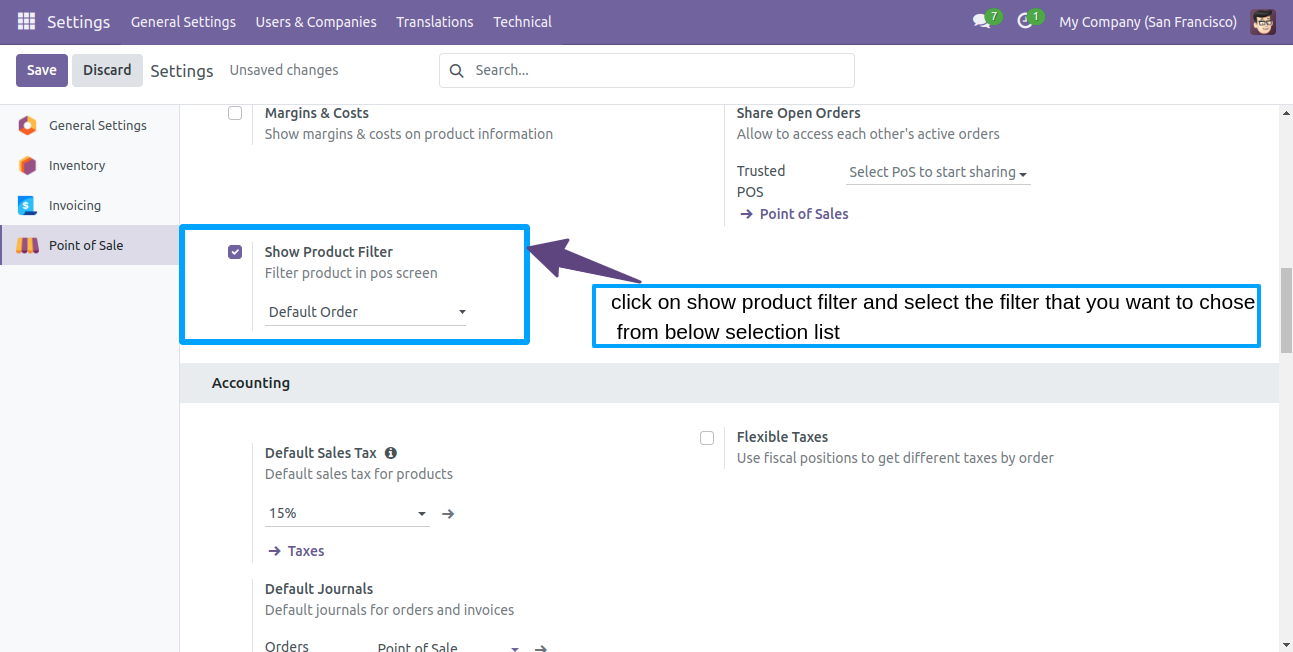 Settings General Settings Users & Companies Translations Technical 7 1 My Company (San Francisco)
Save Discard Settings Unsaved changes Search...
General Settings
Inventory
Invoicing
Point of Sale
Margins & Costs
Show margins & costs on product information
Share Open Orders
Allow to access each other's active orders
Trusted
POS
Select PoS to start sharing
Point of Sales
Show Product Filter
Filter product in pos screen
Default Order
click on show product filter and select the filter that you want to chose
from below selection list
Accounting
Default Sales Tax
Default sales tax for products
15%
Taxes
Flexible Taxes
Use fiscal positions to get different taxes by order
Default Journals
Default journals for orders and invoices
Orders Point of Sale